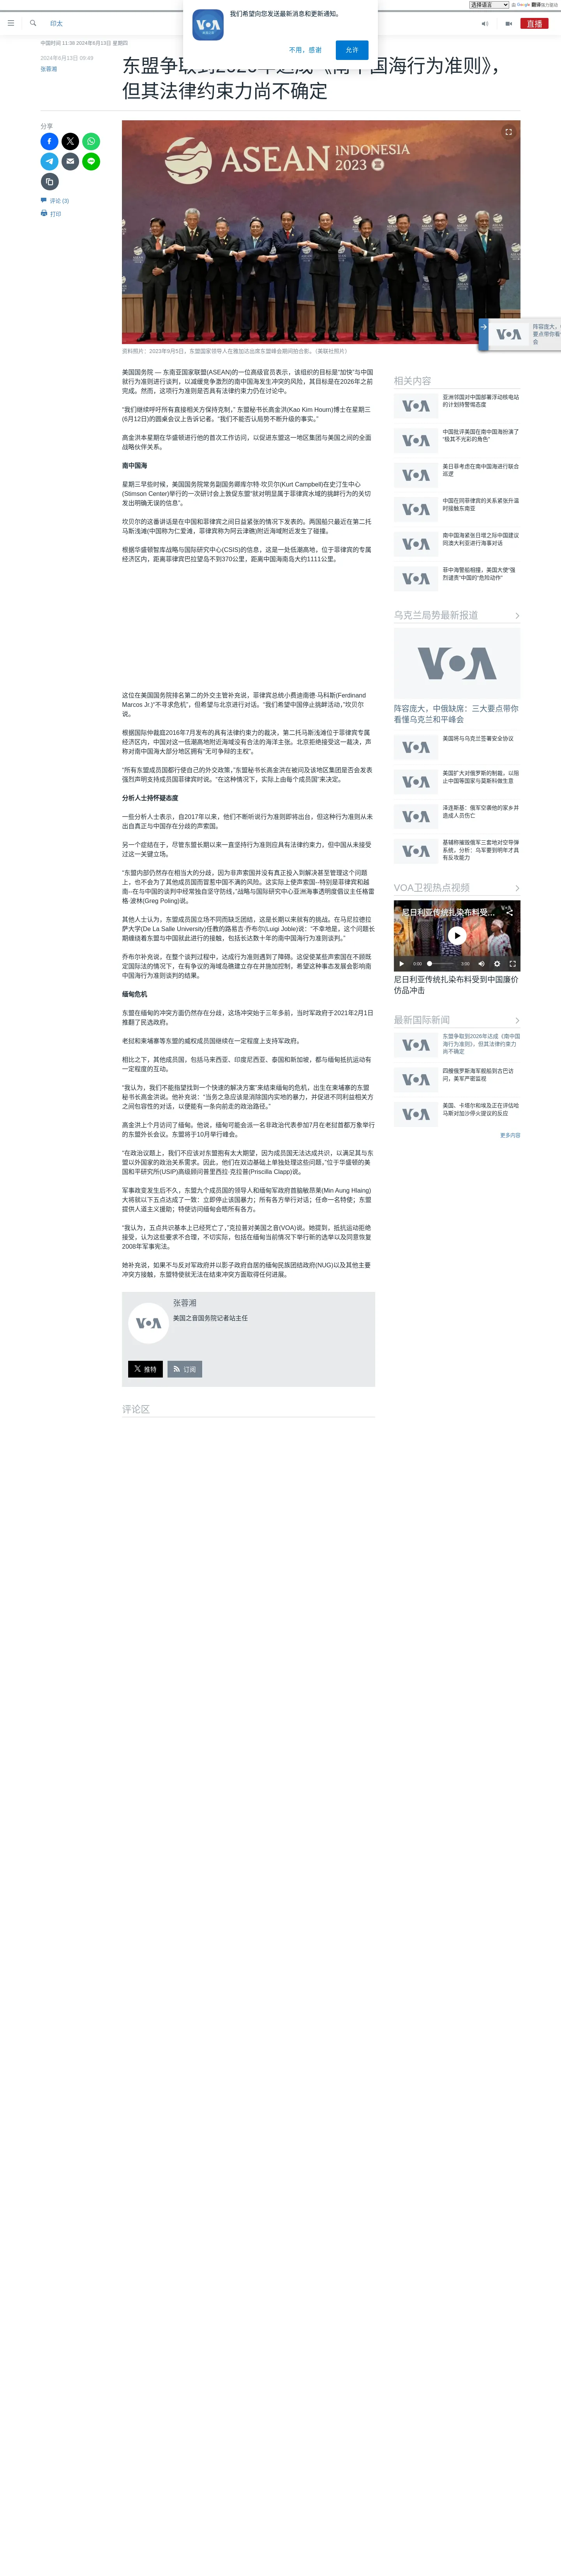 选择语言
由 Google 翻译强力驱动
我们希望向您发送最新消息和更新通知。
不用，感谢
允许
印太
直播
中国时间 11:38 2024年6月13日 星期四
2024年6月13日 09:49
张蓉湘
东盟争取到2026年达成《南中国海行为准则》，
但其法律约束力尚不确定
分享
评论 (3)
打印
ASEAN
INDONESIA
2023
资料照片：2023年9月5日，东盟国家领导人在雅加达出席东盟峰会期间拍合影。（美联社照片）
美国国务院 — 东南亚国家联盟(ASEAN)的一位高级官员表示，该组织的目标是“加快”与中国
就行为准则进行谈判，以减缓竞争激烈的南中国海发生冲突的风险，其目标是在2026年之前
完成。然而，这项行为准则是否具有法律约束力仍在讨论中。
“我们继续呼吁所有直接相关方保持克制，” 东盟秘书长高金洪(Kao Kim Hourn)博士在星期三
(6月12日)的圆桌会议上告诉记者。“我们不能否认局势不断升级的事实。”
高金洪本星期在华盛顿进行他的首次工作访问，以促进东盟这一地区集团与美国之间的全面
战略伙伴关系。
南中国海
星期三早些时候，美国国务院常务副国务卿库尔特·坎贝尔(Kurt Campbell)在史汀生中心
(Stimson Center)举行的一次研讨会上敦促东盟“就对明显属于菲律宾水域的挑衅行为的关切
发出明确无误的信息”。
坎贝尔的这番讲话是在中国和菲律宾之间日益紧张的情况下发表的。两国船只最近在第二托
马斯浅滩(中国称为仁爱滩，菲律宾称为阿云津礁)附近海域附近发生了碰撞。
根据华盛顿智库战略与国际研究中心(CSIS)的信息，这是一处低潮高地，位于菲律宾的专属
经济区内，距离菲律宾巴拉望岛不到370公里，距离中国海南岛大约1111公里。
这位在美国国务院排名第二的外交主管补充说，菲律宾总统小费迪南德·马科斯(Ferdinand
Marcos Jr.)“不寻求危机”，但希望与北京进行对话。“我们希望中国停止挑衅活动，”坎贝尔
说。
根据国际仲裁庭2016年7月发布的具有法律约束力的裁决，第二托马斯浅滩位于菲律宾专属
经济区内，中国对这一低潮高地附近海域没有合法的海洋主张。北京拒绝接受这一裁决，声
称对南中国海大部分地区拥有“无可争辩的主权”。
“所有东盟成员国都行使自己的外交政策，”东盟秘书长高金洪在被问及该地区集团是否会发表
强烈声明支持成员国菲律宾时说。“在这种情况下，实际上由每个成员国”来决定。
分析人士持怀疑态度
一些分析人士表示，自2017年以来，他们不断听说行为准则即将出台，但这种行为准则从未
出自真正与中国存在分歧的声索国。
另一个症结在于，尽管东盟长期以来一直坚持行为准则应具有法律约束力，但中国从未接受
过这一关键立场。
“东盟内部仍然存在相当大的分歧，因为非声索国并没有真正投入到解决甚至管理这个问题
上，也不会为了其他成员国而冒惹中国不满的风险。这实际上使声索国--特别是菲律宾和越
南--在与中国的谈判中经常独自坚守防线，”战略与国际研究中心亚洲海事透明度倡议主任格雷
格·波林(Greg Poling)说。
其他人士认为，东盟成员国立场不同而缺乏团结，这是长期以来就有的挑战。在马尼拉德拉
萨大学(De La Salle University)任教的路易吉·乔布尔(Luigi Joble)说：“不幸地是，这个问题长
期缠绕着东盟与中国就此进行的接触，包括长达数十年的南中国海行为准则谈判。”
乔布尔补充说，在整个谈判过程中，达成行为准则遇到了障碍。这促使某些声索国在不顾既
定国际法的情况下，在有争议的海域岛礁建立存在并施加控制，希望这种事态发展会影响南
中国海行为准则谈判的结果。
缅甸危机
东盟在缅甸的冲突方面仍然存在分歧，这场冲突始于三年多前，当时军政府于2021年2月1日
推翻了民选政府。
老挝和柬埔寨等东盟的威权成员国继续在一定程度上支持军政府。
相比之下，其他成员国，包括马来西亚、印度尼西亚、泰国和新加坡，都与缅甸抵抗运动有
一定程度的互动。
“我认为，我们不能指望找到一个快速的解决方案”来结束缅甸的危机，出生在柬埔寨的东盟
秘书长高金洪说。他补充说：“当务之急应该是消除国内实地的暴力，并促进不同利益相关方
之间包容性的对话，以便能有一条向前走的政治路径。”
高金洪上个月访问了缅甸。他说，缅甸可能会派一名非政治代表参加7月在老挝首都万象举行
的东盟外长会议。东盟将于10月举行峰会。
“在政治议题上，我们不应该对东盟抱有太大期望，因为成员国无法达成共识，以满足其与东
盟以外国家的政治关系需求。因此，他们在双边基础上单独处理这些问题，”位于华盛顿的美
国和平研究所(USIP)高级顾问普里西拉·克拉普(Priscilla Clapp)说。
军事政变发生后不久，东盟九个成员国的领导人和缅甸军政府首脑敏昂莱(Min Aung Hlaing)
大将就以下五点达成了一致：立即停止该国暴力；所有各方举行对话；任命一名特使；东盟
提供人道主义援助；特使访问缅甸会晤所有各方。
“我认为，五点共识基本上已经死亡了，”克拉普对美国之音(VOA)说。她提到，抵抗运动拒绝
接受，认为这些要求不合理，不切实际，包括在缅甸当前情况下举行新的选举以及同意恢复
2008年军事宪法。
她补充说，如果不与反对军政府并以影子政府自居的缅甸民族团结政府(NUG)以及其他主要
冲突方接触，东盟特使就无法在结束冲突方面取得任何进展。
张蓉湘
美国之音国务院记者站主任
推特
订阅
评论区
相关内容
亚洲邻国对中国部署浮动核电站
的计划持警惕态度
中国批评美国在南中国海扮演了
“极其不光彩的角色”
美日菲考虑在南中国海进行联合
巡逻
中国在同菲律宾的关系紧张升温
时接触东南亚
南中国海紧张日增之际中国建议
同澳大利亚进行海事对话
菲中海警船相撞，美国大使“强
烈谴责”中国的“危险动作”
乌克兰局势最新报道
阵容庞大，中俄缺席：三大要点带你
看懂乌克兰和平峰会
美国将与乌克兰签署安全协议
美国扩大对俄罗斯的制裁，以阻
止中国等国家与莫斯科做生意
泽连斯基：俄军空袭他的家乡并
造成人员伤亡
基辅称摧毁俄军三套地对空导弹
系统，分析：乌军要到明年才具
有反攻能力
VOA卫视热点视频
尼日利亚传统扎染布料受...
0:00
尼日利亚传统扎染布料受到中国廉价
仿品冲击
最新国际新闻
东盟争取到2026年达成《南中国
海行为准则》，但其法律约束力
尚不确定
四艘俄罗斯海军舰船到古巴访
问，美军严密监视
美国、卡塔尔和埃及正在评估哈
马斯对加沙停火提议的反应
更多内容